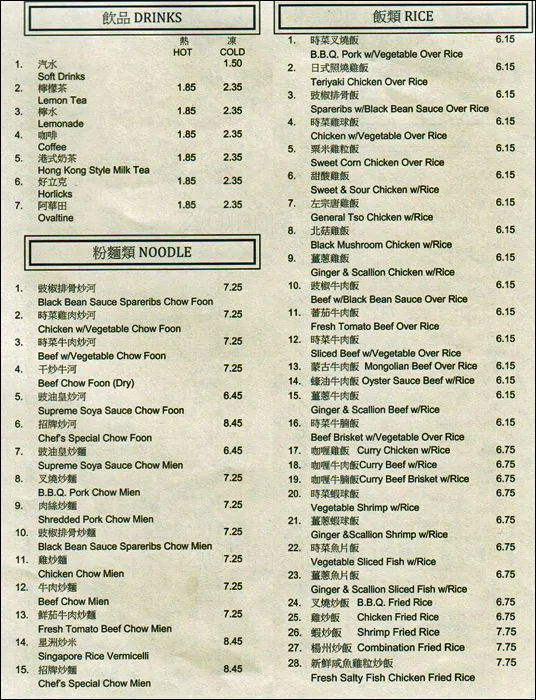 飲品 DRINKS
熱 凍
HOT COLD
1. 汽水 1.50
Soft Drinks
2. 檸檬茶 1.85 2.35
Lemon Tea
3. 檸水 1.85 2.35
Lemonade
4. 咖啡 1.85 2.35
Coffee
5. 港式奶茶 1.85 2.35
Hong Kong Style Milk Tea
6. 好立克 1.85 2.35
Horlicks
7. 阿華田 1.85 2.35
Ovaltine
粉麵類 NOODLE
1. 豉椒排骨炒河 7.25
Black Bean Sauce Spareribs Chow Foon
2. 時菜雞肉炒河 7.25
Chicken w/Vegetable Chow Foon
3. 時菜牛肉炒河 7.25
Beef w/Vegetable Chow Foon
4. 干炒牛河 7.25
Beef Chow Foon (Dry)
5. 豉油皇炒河 6.45
Supreme Soya Sauce Chow Foon
6. 招牌炒河 8.45
Chef's Special Chow Foon
7. 豉油皇炒麵 6.45
Supreme Soya Sauce Chow Mien
8. 叉燒炒麵 7.25
B.B.Q. Pork Chow Mien
9. 肉絲炒麵 7.25
Shredded Pork Chow Mien
10. 豉椒排骨炒麵 7.25
Black Bean Sauce Spareribs Chow Mien
11. 雞炒麵 7.25
Chicken Chow Mien
12. 牛肉炒麵 7.25
Beef Chow Mien
13. 鮮茄牛肉炒麵 7.25
Fresh Tomato Beef Chow Mien
14. 星洲炒米 8.45
Singapore Rice Vermicelli
15. 招牌炒麵 8.45
Chef's Special Chow Mien
飯類 RICE
1. 時菜叉燒飯 6.15
B.B.Q. Pork w/Vegetable Over Rice
2. 日式照燒雞飯 6.15
Teriyaki Chicken Over Rice
3. 豉椒排骨飯 6.15
Spareribs w/Black Bean Sauce Over Rice
4. 時菜雞球飯 6.15
Chicken w/Vegetable Over Rice
5. 粟米雞粒飯 6.15
Sweet Corn Chicken Over Rice
6. 甜酸雞飯 6.15
Sweet & Sour Chicken w/Rice
7. 左宗唐雞飯 6.15
General Tso Chicken w/Rice
8. 北菇雞飯 6.15
Black Mushroom Chicken w/Rice
9. 薑蔥雞飯 6.15
Ginger & Scallion Chicken w/Rice
10. 豉椒牛肉飯 6.15
Beef w/Black Bean Sauce Over Rice
11. 蕃茄牛肉飯 6.15
Fresh Tomato Beef Over Rice
12. 時菜牛肉飯 6.15
Sliced Beef w/Vegetable Over Rice
13. 蒙古牛肉飯 Mongolian Beef Over Rice 6.15
14. 蠔油牛肉飯 Oyster Sauce Beef w/Rice 6.15
15. 薑蔥牛肉飯 6.15
Ginger & Scallion Beef w/Rice
16. 時菜牛腩飯 6.15
Beef Brisket w/Vegetable Over Rice
17. 咖喱雞飯 Curry Chicken w/Rice 6.75
18. 咖喱牛肉飯Curry Beef w/Rice 6.75
19. 咖喱牛腩飯Curry Beef Brisket w/Rice 6.75
20. 時菜蝦球飯 6.75
Vegetable Shrimp w/Rice
21. 薑蔥蝦球飯 6.75
Ginger &Scallion Shrimp w/Rice
22. 時菜魚片飯 6.75
Vegetable Sliced Fish w/Rice
23. 薑蔥魚片飯 6.75
Ginger & Scallion Sliced Fish w/Rice
24. 叉燒炒飯 B.B.Q. Fried Rice 6.75
25. 雞炒飯 Chicken Fried Rice 6.75
26. 蝦炒飯 Shrimp Fried Rice 7.75
27. 楊州炒飯 Combination Fried Rice 7.75
28. 新鮮咸魚雞粒炒飯 7.75
Fresh Salty Fish Chicken Fried Rice